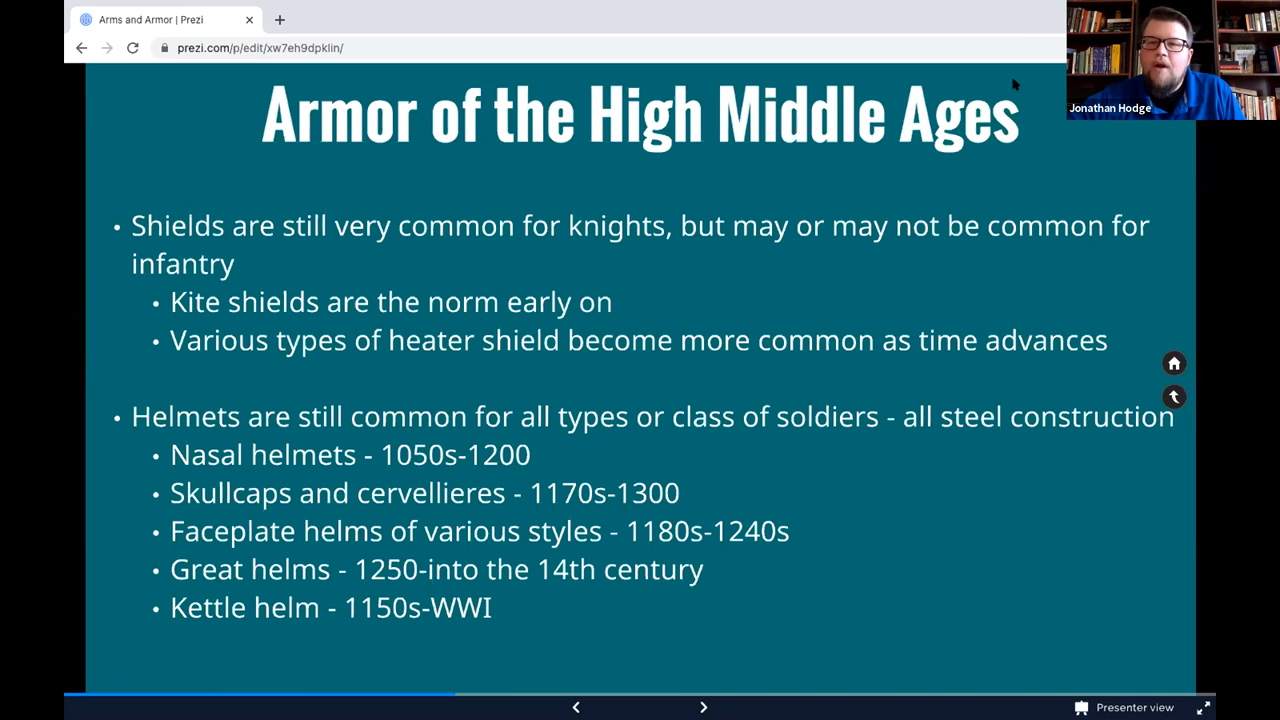 Arms and Armor | Prezi
prezi.com/p/edit/xw7eh9dpklin/
Jonathan Hodge
Armor of the High Middle Ages
• Shields are still very common for knights, but may or may not be common for
infantry
• Kite shields are the norm early on
• Various types of heater shield become more common as time advances
• Helmets are still common for all types or class of soldiers - all steel construction
• Nasal helmets - 1050s-1200
• Skullcaps and cervellieres - 1170s-1300
• Faceplate helms of various styles - 1180s-1240s
• Great helms - 1250-into the 14th century
• Kettle helm - 1150s-WWI
Presenter view